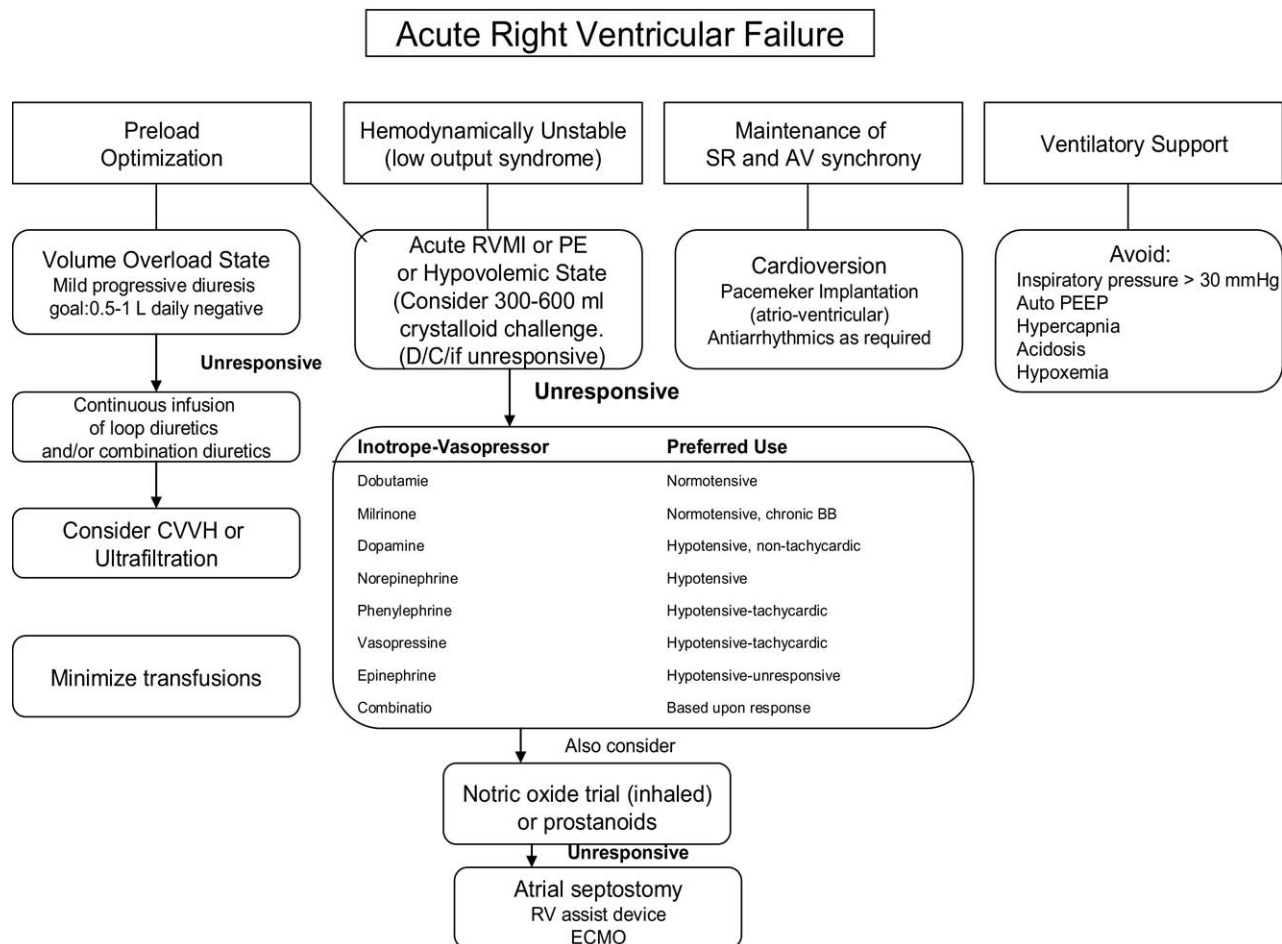 Acute Right Ventricular Failure
Preload
Optimization
Hemodynamically Unstable
(low output syndrome)
Maintenance of
SR and AV synchrony
Ventilatory Support
Volume Overload State
Mild progressive diuresis
goal:0.5-1 L daily negative
Unresponsive
Continuous infusion
of loop diuretics
and/or combination diuretics
Consider CVVH or
Ultrafiltration
Minimize transfusions
Acute RVMI or PE
or Hypovolemic State
(Consider 300-600 ml
crystalloid challenge.
(D/C/if unresponsive)
Unresponsive
Cardioversion
Pacemeker Implantation
(atrio-ventricular)
Antiarrhythmics as required
Avoid:
Inspiratory pressure > 30 mmHg
Auto PEEP
Hypercapnia
Acidosis
Hypoxemia
Inotrope-Vasopressor Preferred Use
Dobutamie Normotensive
Milrinone Normotensive, chronic BB
Dopamine Hypotensive, non-tachycardic
Norepinephrine Hypotensive
Phenylephrine Hypotensive-tachycardic
Vasopressine Hypotensive-tachycardic
Epinephrine Hypotensive-unresponsive
Combinatio Based upon response
Also consider
Notric oxide trial (inhaled)
or prostanoids
Unresponsive
Atrial septostomy
RV assist device
ECMO